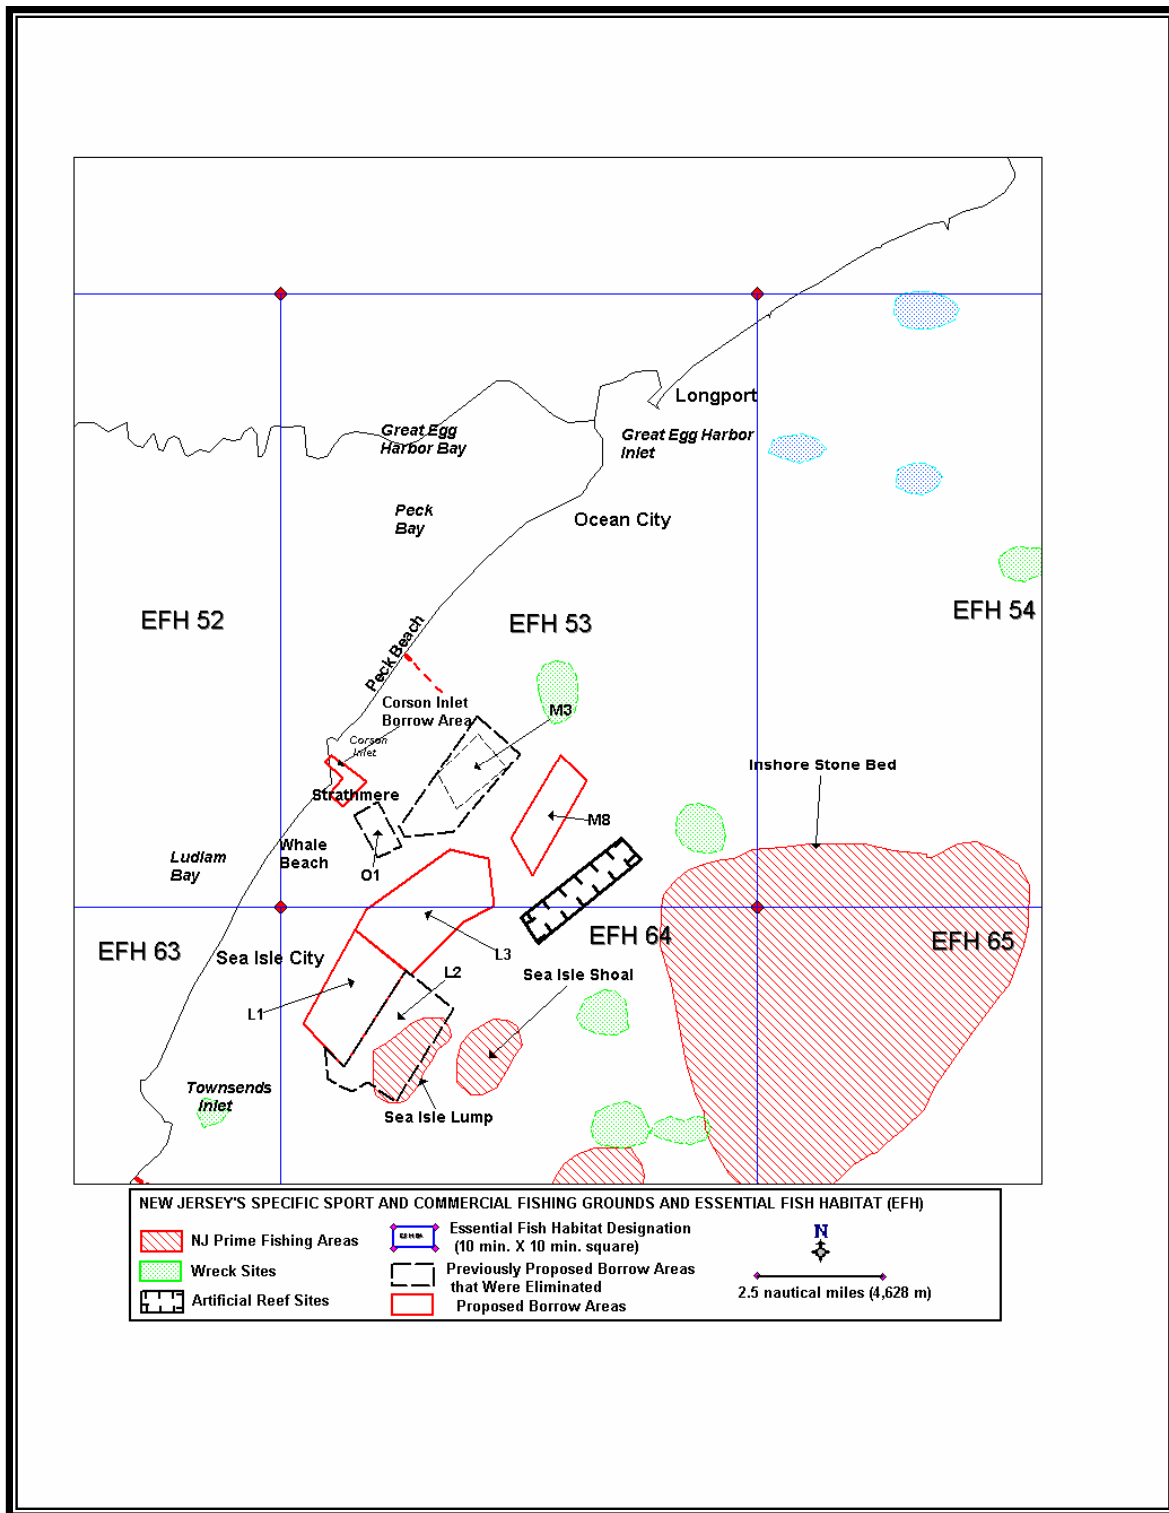 Longport
Great Egg
Harbor Bay
Great Egg Harbor
Inlet
Peck
Bay
Ocean City
EFH 52
EFH 53
EFH 54
Peck Beach
Corson Inlet
Borrow Area
M3
Corson
Inlet
Inshore Stone Bed
Strathmere
M8
Whale
Beach
Ludlam
Bay
O1
EFH 63
Sea Isle City
EFH 64
EFH 65
L3
L2
Sea Isle Shoal
L1
Townsends
Inlet
Sea Isle Lump
NEW JERSEY'S SPECIFIC SPORT AND COMMERCIAL FISHING GROUNDS AND ESSENTIAL FISH HABITAT (EFH)
NJ Prime Fishing Areas
Wreck Sites
Artificial Reef Sites
Essential Fish Habitat Designation
(10 min. X 10 min. square)
Previously Proposed Borrow Areas
that Were Eliminated
Proposed Borrow Areas
N
2.5 nautical miles (4,628 m)